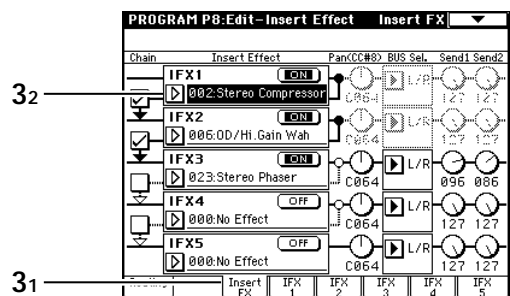 PROGRAM P8:Edit-Insert Effect Insert FX
Chain Insert Effect Pan(CC#8) BUS Sel. Send1 Send2
IFX1 ON
32 002:Stereo Compressor C064 L/R 127 127
IFX2 ON
006:OD/Hi.Gain Wah C064 L/R 127 127
IFX3 ON
023:Stereo Phaser C064 L/R 096 086
IFX4 OFF
000:No Effect C064 L/R 127 127
IFX5 OFF
000:No Effect C064 L/R 127 127
31 Insert FX IFX 1 IFX 2 IFX 3 IFX 4 IFX 5